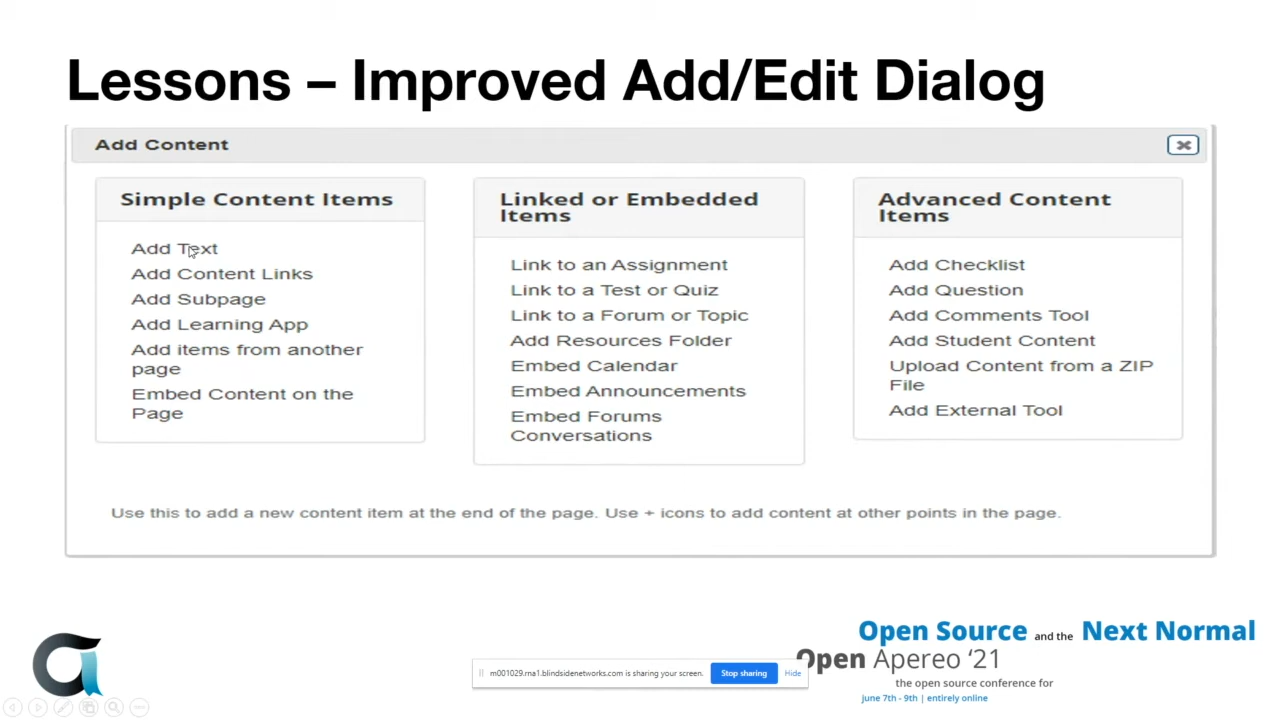 Lessons – Improved Add/Edit Dialog
Add Content
Simple Content Items
Add Text
Add Content Links
Add Subpage
Add Learning App
Add items from another
page
Embed Content on the
Page
Linked or Embedded
Items
Link to an Assignment
Link to a Test or Quiz
Link to a Forum or Topic
Add Resources Folder
Embed Calendar
Embed Announcements
Embed Forums
Conversations
Advanced Content
Items
Add Checklist
Add Question
Add Comments Tool
Add Student Content
Upload Content from a ZIP
File
Add External Tool
Use this to add a new content item at the end of the page. Use + icons to add content at other points in the page.
Open Source and the Next Normal
Open Apereo ‘21
the open source conference for
june 7th - 9th | entirely online
m001029.rna1.blindsidenetworks.com is sharing your screen.
Stop sharing
Hide